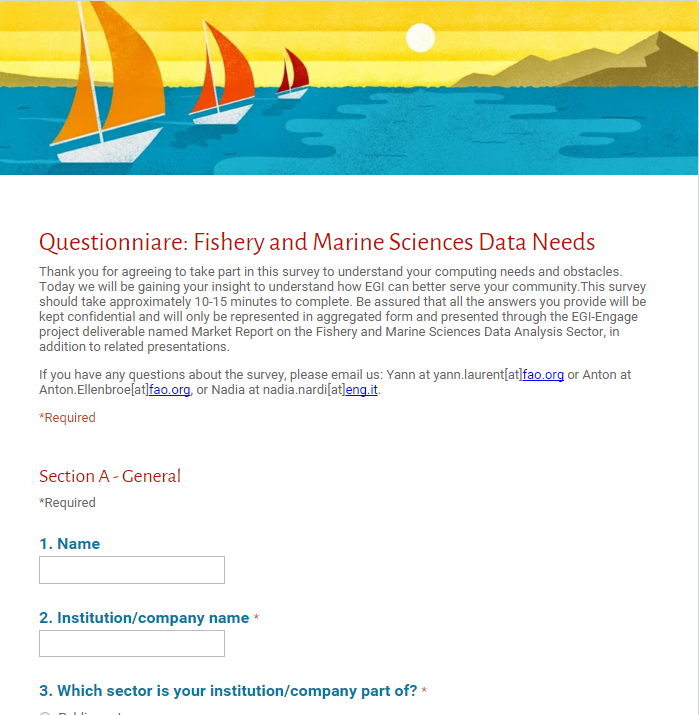 Questionniare: Fishery and Marine Sciences Data Needs
Thank you for agreeing to take part in this survey to understand your computing needs and obstacles.
Today we will be gaining your insight to understand how EGI can better serve your community.This survey
should take approximately 10-15 minutes to complete. Be assured that all the answers you provide will be
kept confidential and will only be represented in aggregated form and presented through the EGI-Engage
project deliverable named Market Report on the Fishery and Marine Sciences Data Analysis Sector, in
addition to related presentations.
If you have any questions about the survey, please email us: Yann at yann.laurent[at]fao.org or Anton at
Anton.Ellenbroe[at]fao.org, or Nadia at nadia.nardi[at]eng.it.
*Required
Section A - General
*Required
1. Name
2. Institution/company name *
3. Which sector is your institution/company part of? *